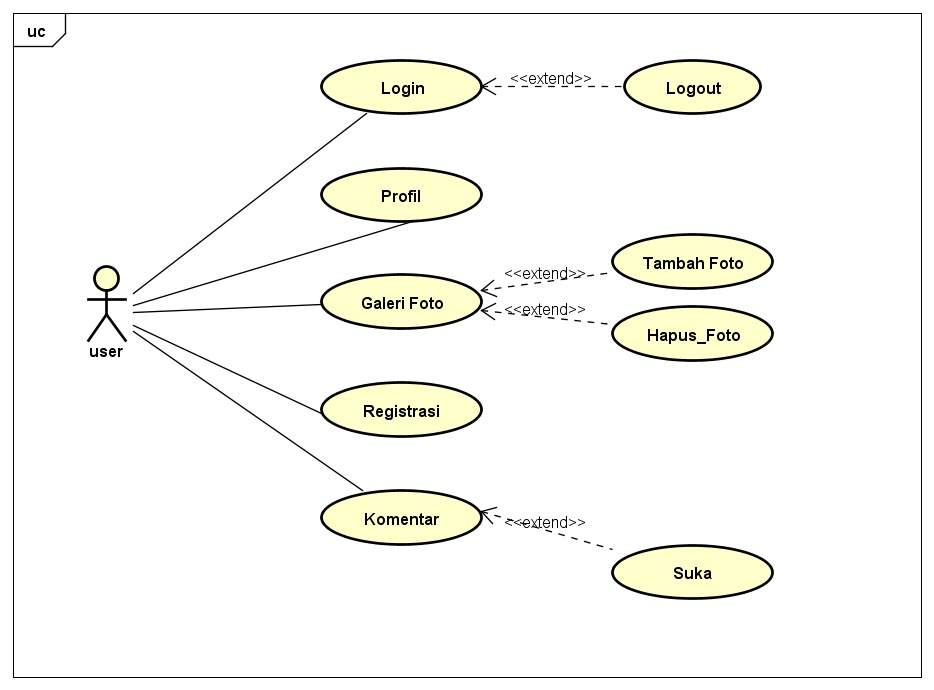 uc
Login
<<extend>>
Logout
Profil
Galeri Foto
<<extend>>
Tambah Foto
<<extend>>
Hapus_Foto
user
Registrasi
Komentar
<<extend>>
Suka